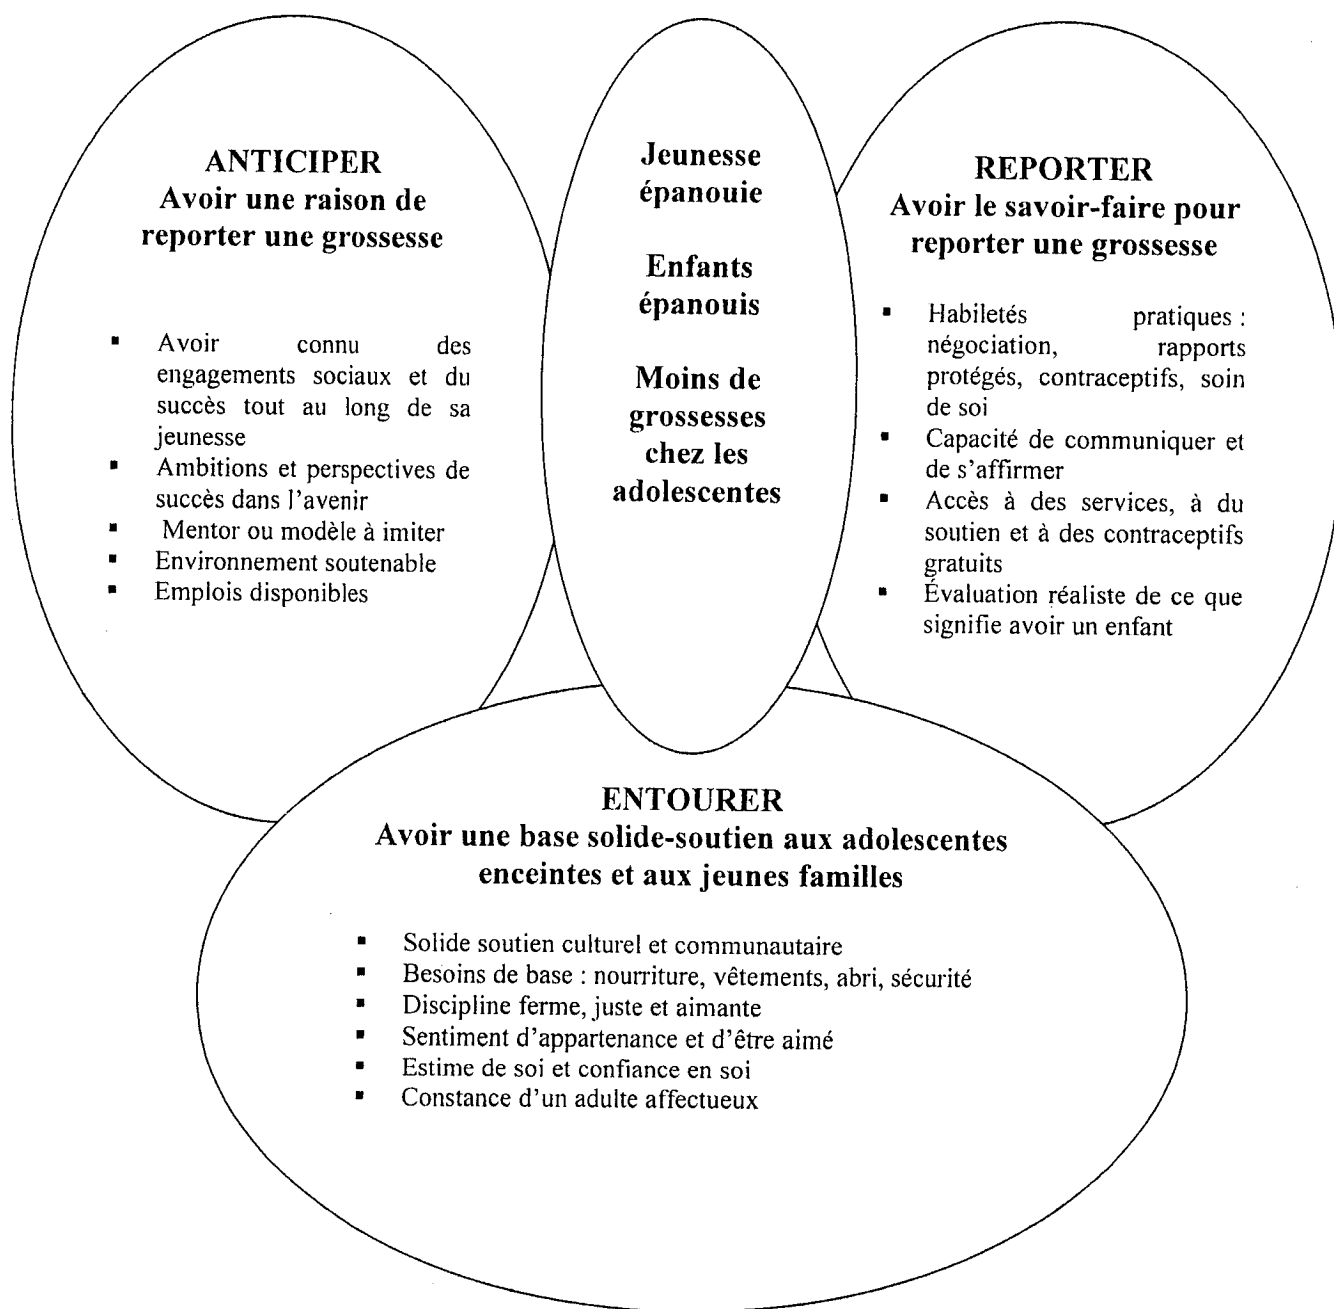 ANTICIPER
Avoir une raison de
reporter une grossesse
▪ Avoir connu des
engagements sociaux et du
succès tout au long de sa
jeunesse
▪ Ambitions et perspectives de
succès dans l'avenir
▪ Mentor ou modèle à imiter
▪ Environnement soutenable
▪ Emplois disponibles
Jeunesse
épanouie
Enfants
épanouis
Moins de
grossesses
chez les
adolescentes
REPORTER
Avoir le savoir-faire pour
reporter une grossesse
▪ Habiletés pratiques :
négociation, rapports
protégés, contraceptifs, soin
de soi
▪ Capacité de communiquer et
de s'affirmer
▪ Accès à des services, à du
soutien et à des contraceptifs
gratuits
▪ Évaluation réaliste de ce que
signifie avoir un enfant
ENTOURER
Avoir une base solide-soutien aux adolescentes
enceintes et aux jeunes familles
▪ Solide soutien culturel et communautaire
▪ Besoins de base : nourriture, vêtements, abri, sécurité
▪ Discipline ferme, juste et aimante
▪ Sentiment d'appartenance et d'être aimé
▪ Estime de soi et confiance en soi
▪ Constance d'un adulte affectueux